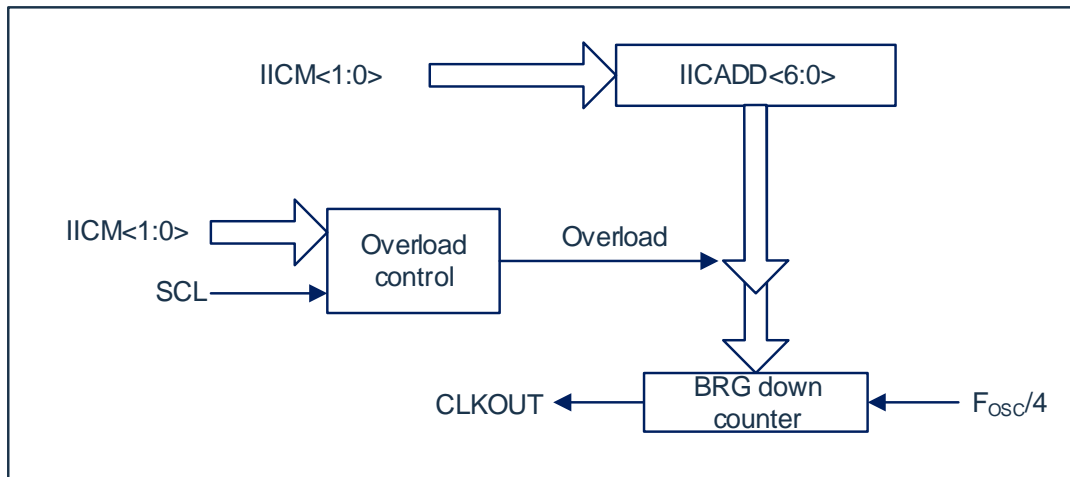 IICM<1:0>
IICADD<6:0>
IICM<1:0>
Overload
control
Overload
SCL
BRG down
counter
CLKOUT
FOSC/4